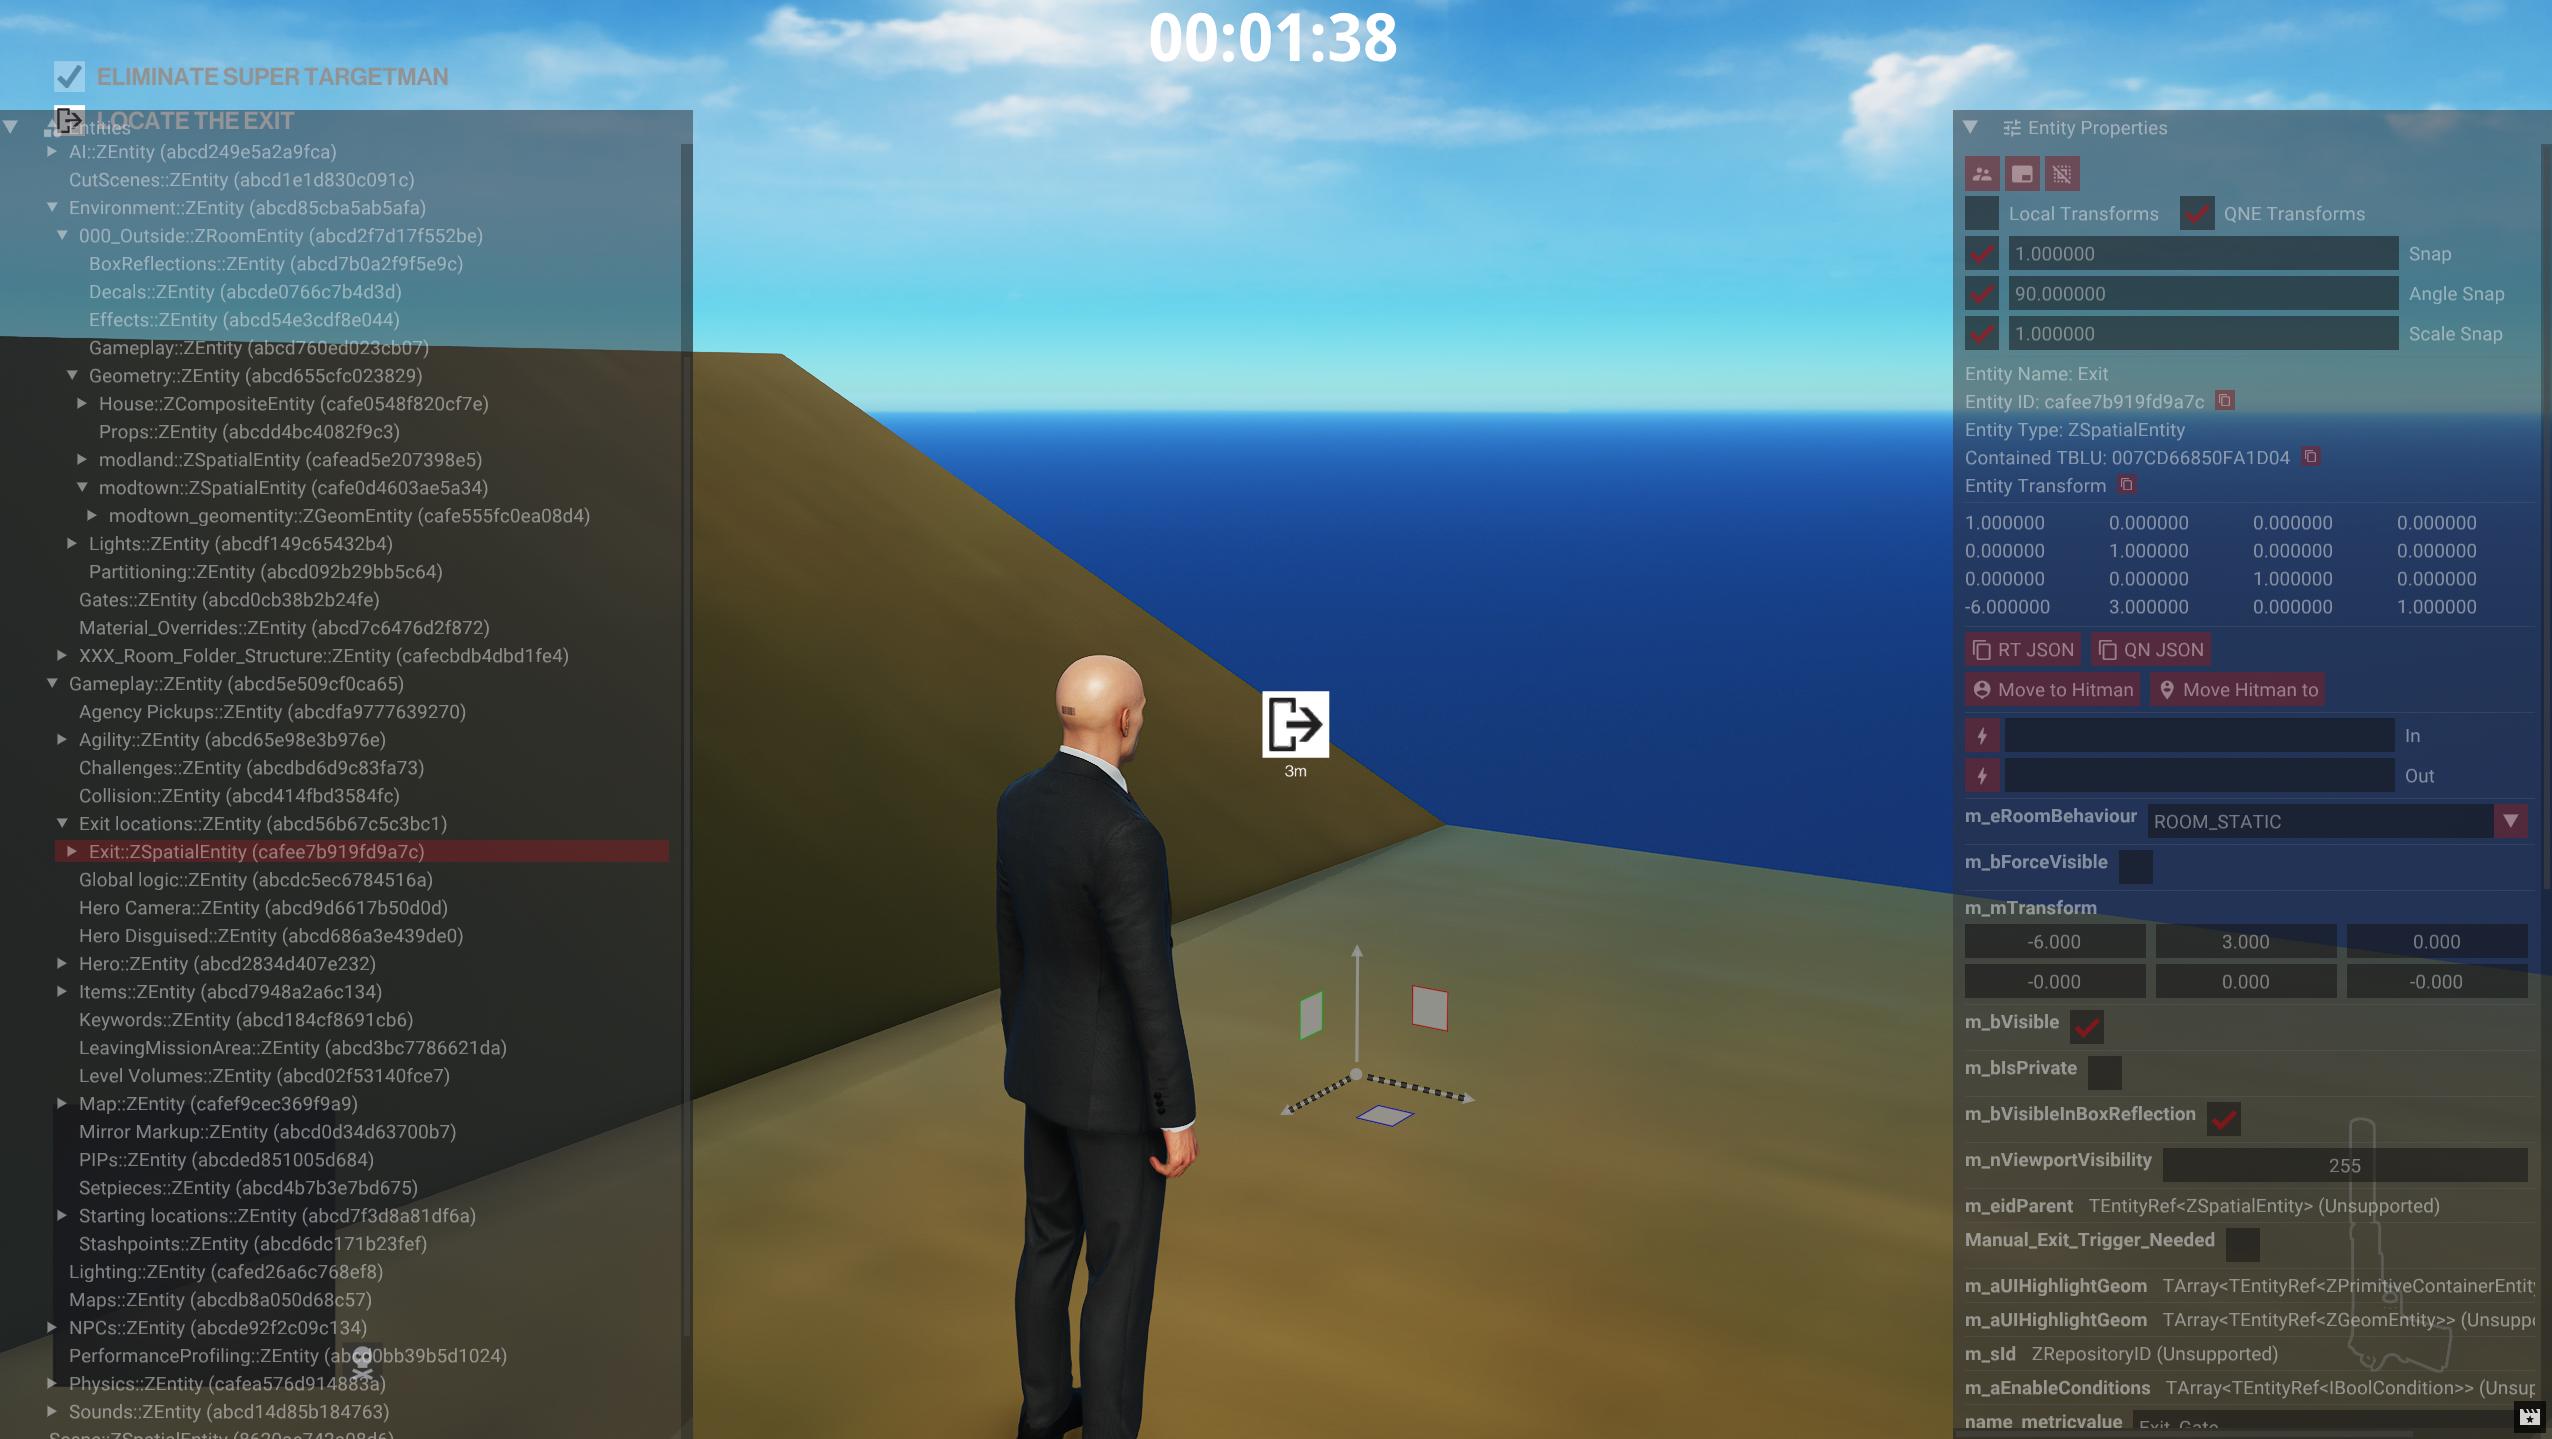 00:01:38
ELIMINATE SUPER TARGETMAN
LOCATE THE EXIT
Entities
AI::ZEntity (abcd249e5a2a9fca)
CutScenes::ZEntity (abcd1e1d830c091c)
Environment::ZEntity (abcd85cba5ab5afa)
000_Outside::ZRoomEntity (abcd2f7d17f552be)
BoxReflections::ZEntity (abcd7b0a2f9f5e9c)
Decals::ZEntity (abcde0766c7b4d3d)
Effects::ZEntity (abcd54e3cdf8e044)
Gameplay::ZEntity (abcd760ed023cb07)
Geometry::ZEntity (abcd655cfc023829)
House::ZCompositeEntity (cafe0548f820cf7e)
Props::ZEntity (abcdd4bc4082f9c3)
modland::ZSpatialEntity (cafead5e207398e5)
modtown::ZSpatialEntity (cafe0d4603ae5a34)
modtown_geomentity::ZGeomEntity (cafe555fc0ea08d4)
Lights::ZEntity (abcdf149c65432b4)
Partitioning::ZEntity (abcd092b29bb5c64)
Gates::ZEntity (abcd0cb38b2b24fe)
Material_Overrides::ZEntity (abcd7c6476d2f872)
XXX_Room_Folder_Structure::ZEntity (cafecbdb4dbd1fe4)
Gameplay::ZEntity (abcd5e509cf0ca65)
Agency Pickups::ZEntity (abcdfa9777639270)
Agility::ZEntity (abcd65e98e3b976e)
Challenges::ZEntity (abcdbd6d9c83fa73)
Collision::ZEntity (abcd414fbd3584fc)
Exit locations::ZEntity (abcd56b67c5c3bc1)
Exit::ZSpatialEntity (cafee7b919fd9a7c)
Global logic::ZEntity (abcdc5ec6784516a)
Hero Camera::ZEntity (abcd9d6617b50d0d)
Hero Disguised::ZEntity (abcd686a3e439de0)
Hero::ZEntity (abcd2834d407e232)
Items::ZEntity (abcd7948a2a6c134)
Keywords::ZEntity (abcd184cf8691cb6)
LeavingMissionArea::ZEntity (abcd3bc7786621da)
Level Volumes::ZEntity (abcd02f53140fce7)
Map::ZEntity (cafef9cec369f9a9)
Mirror Markup::ZEntity (abcd0d34d63700b7)
PIPs::ZEntity (abcded851005d684)
Setpieces::ZEntity (abcd4b7b3e7bd675)
Starting locations::ZEntity (abcd7f3d8a81df6a)
Stashpoints::ZEntity (abcd6dc171b23fef)
Lighting::ZEntity (cafed26a6c768ef8)
Maps::ZEntity (abcdb8a050d68c57)
NPCs::ZEntity (abcde92f2c09c134)
PerformanceProfiling::ZEntity (abcd0bb39b5d1024)
Physics::ZEntity (cafea576d914883a)
Sounds::ZEntity (abcd14d85b184763)
3m
Entity Properties
Local Transforms QNE Transforms
1.000000 Snap
90.000000 Angle Snap
1.000000 Scale Snap
Entity Name: Exit
Entity ID: cafee7b919fd9a7c
Entity Type: ZSpatialEntity
Contained TBLU: 007CD66850FA1D04
Entity Transform
1.000000 0.000000 0.000000 0.000000
0.000000 1.000000 0.000000 0.000000
0.000000 0.000000 1.000000 0.000000
-6.000000 3.000000 0.000000 1.000000
RT JSON QN JSON
Move to Hitman Move Hitman to
In
Out
m_eRoomBehaviour ROOM_STATIC
m_bForceVisible
m_mTransform
-6.000 3.000 0.000
-0.000 0.000 -0.000
m_bVisible
m_bIsPrivate
m_bVisibleInBoxReflection
m_nViewportVisibility 255
m_eidParent TEntityRef<ZSpatialEntity> (Unsupported)
Manual_Exit_Trigger_Needed
m_aUIHighlightGeom TArray<TEntityRef<ZPrimitiveContainerEntity
m_aUIHighlightGeom TArray<TEntityRef<ZGeomEntity>> (Unsuppo
m_sId ZRepositoryID (Unsupported)
m_aEnableConditions TArray<TEntityRef<IBoolCondition>> (Unsup
name_metricvalue Exit_Gate